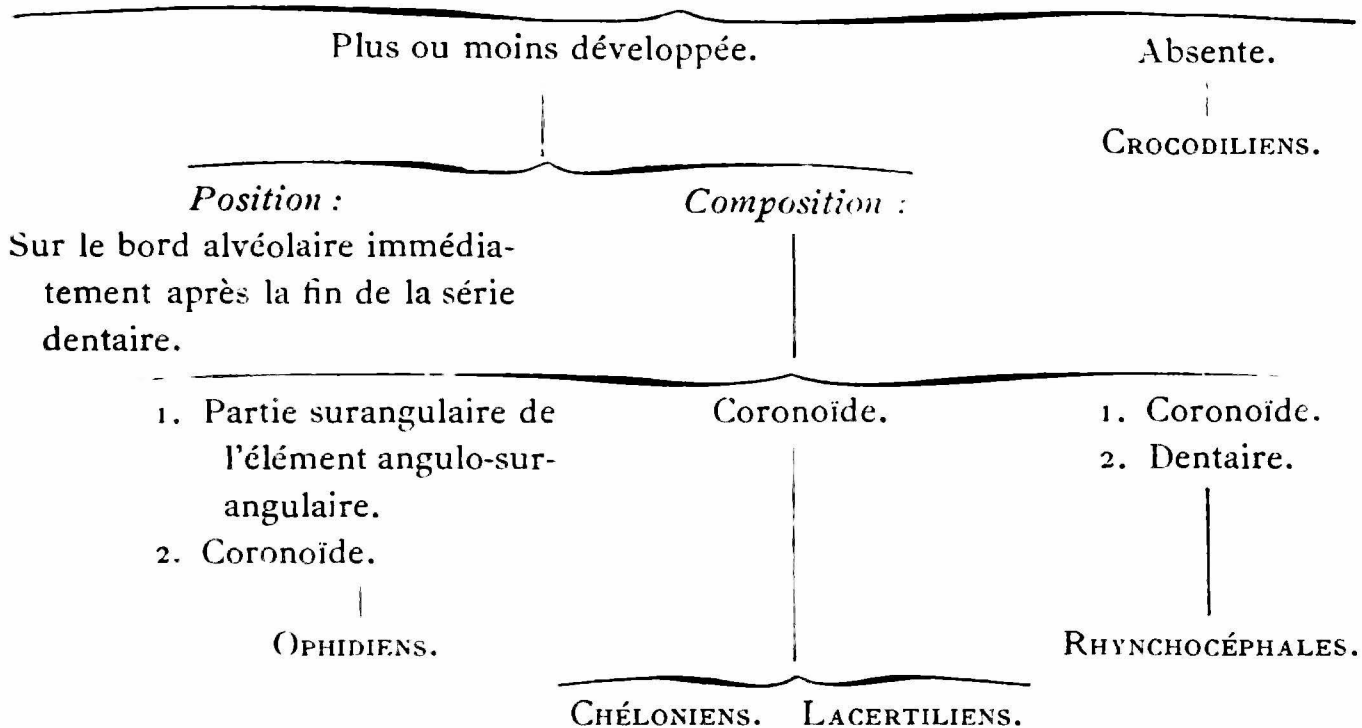 Plus ou moins développée.
Absente.
CROCODILIENS.
Position :
Composition :
Sur le bord alvéolaire immédia-
tement après la fin de la série
dentaire.
1. Partie surangulaire de
l'élément angulo-sur-
angulaire.
2. Coronoïde.
Coronoïde.
1. Coronoïde.
2. Dentaire.
OPHIDIENS.
RHYNCHOCÉPHALES.
CHÉLONIENS. LACERTILIENS.